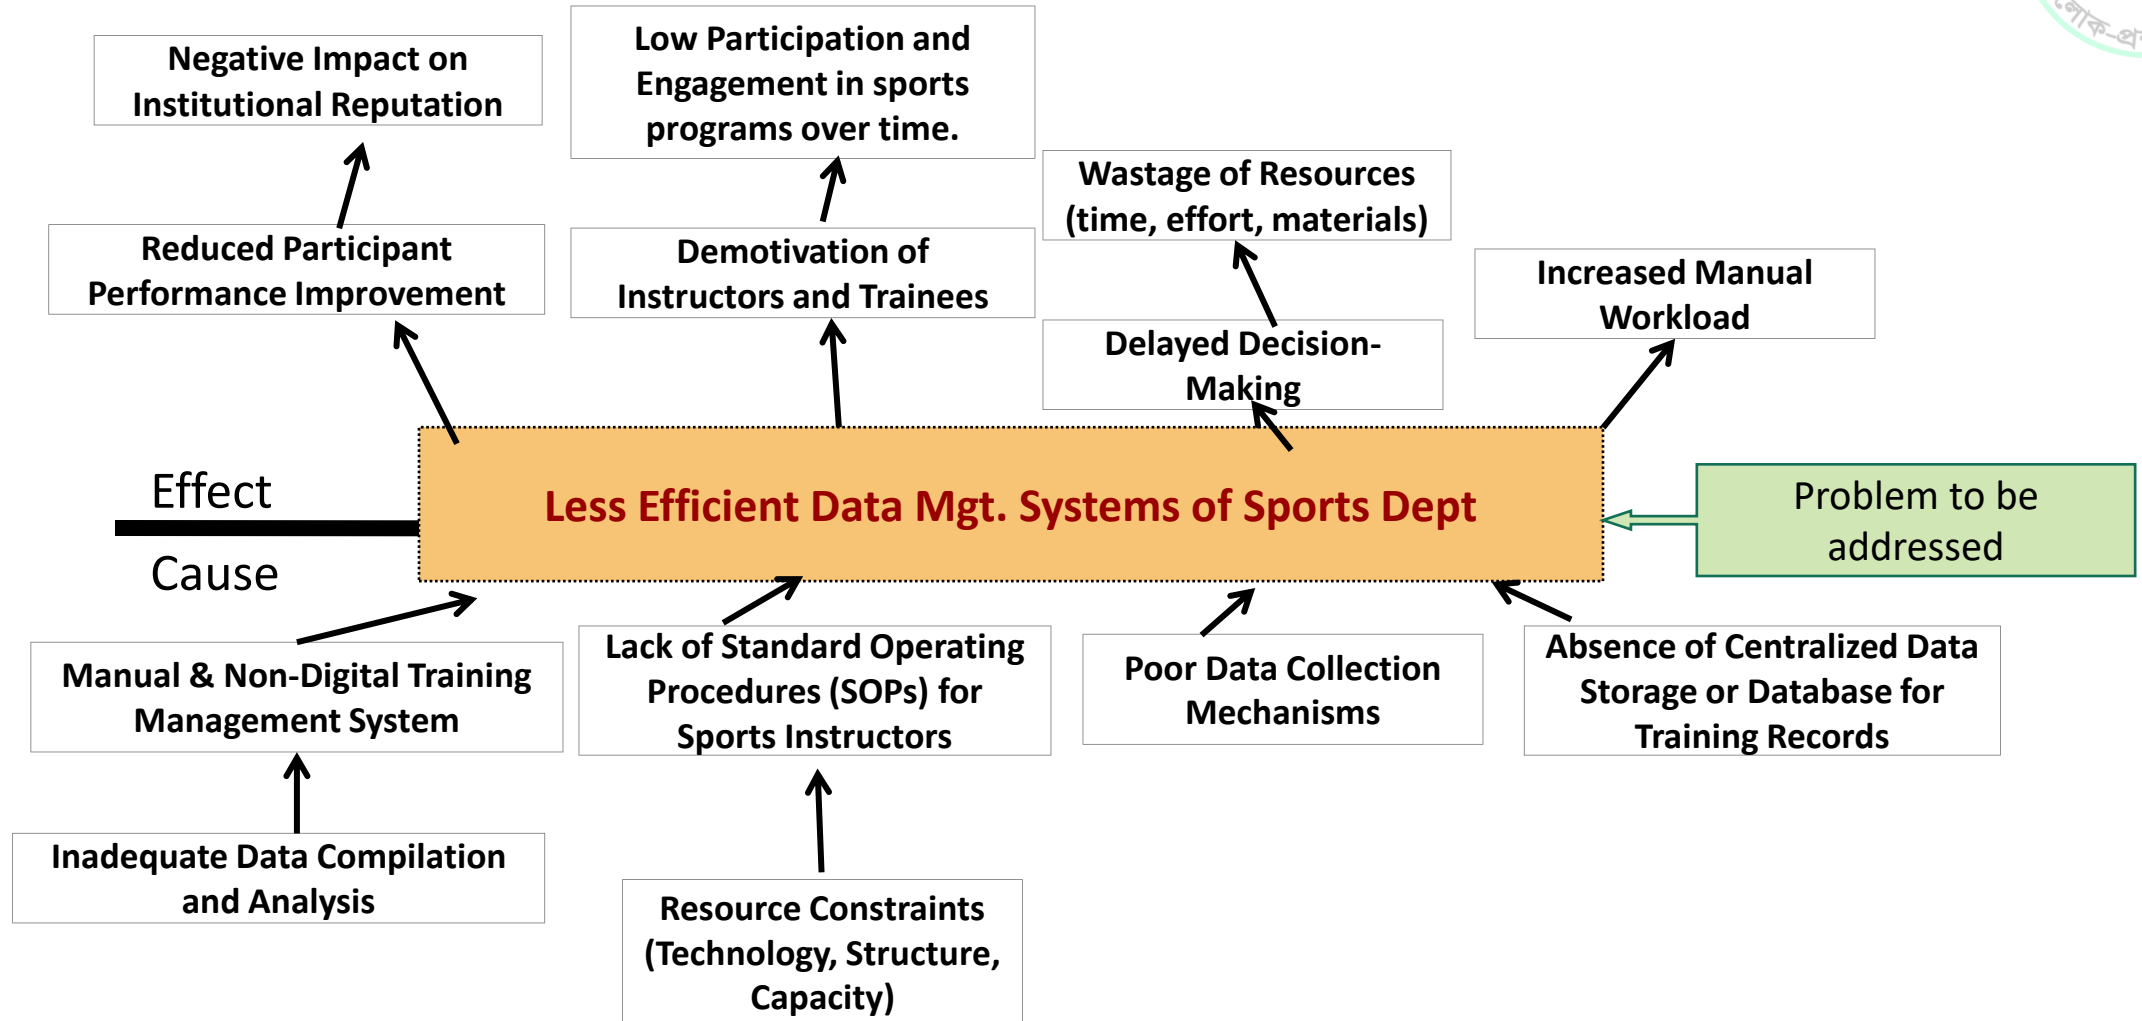 লোক-প্র
Negative Impact on
Institutional Reputation
Low Participation and
Engagement in sports
programs over time.
Wastage of Resources
(time, effort, materials)
Reduced Participant
Performance Improvement
Demotivation of
Instructors and Trainees
Increased Manual
Workload
Delayed Decision-
Making
Effect
Less Efficient Data Mgt. Systems of Sports Dept
Problem to be
addressed
Cause
Manual & Non-Digital Training
Management System
Lack of Standard Operating
Procedures (SOPs) for
Sports Instructors
Poor Data Collection
Mechanisms
Absence of Centralized Data
Storage or Database for
Training Records
Inadequate Data Compilation
and Analysis
Resource Constraints
(Technology, Structure,
Capacity)